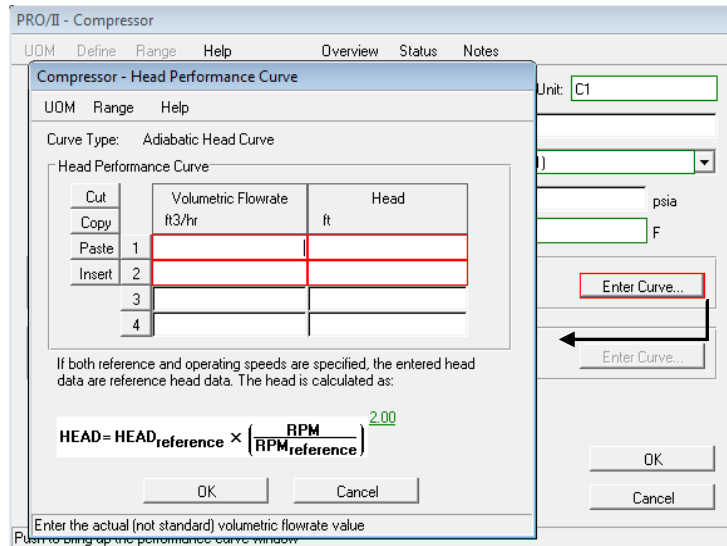 PRO/II - Compressor
UOM Define Range Help Overview Status Notes
Unit: C1
psia
F
Enter Curve...
Enter Curve...
OK
Cancel
Compressor - Head Performance Curve
UOM Range Help
Curve Type: Adiabatic Head Curve
Head Performance Curve
Cut
Copy
Paste
Insert
Volumetric Flowrate Head
ft3/hr ft
1
2
3
4
If both reference and operating speeds are specified, the entered head
data are reference head data. The head is calculated as:
HEAD=HEADreference × (RPM/RPMreference) 2.00
OK Cancel
Enter the actual (not standard) volumetric flowrate value
Push to bring up the performance curve window